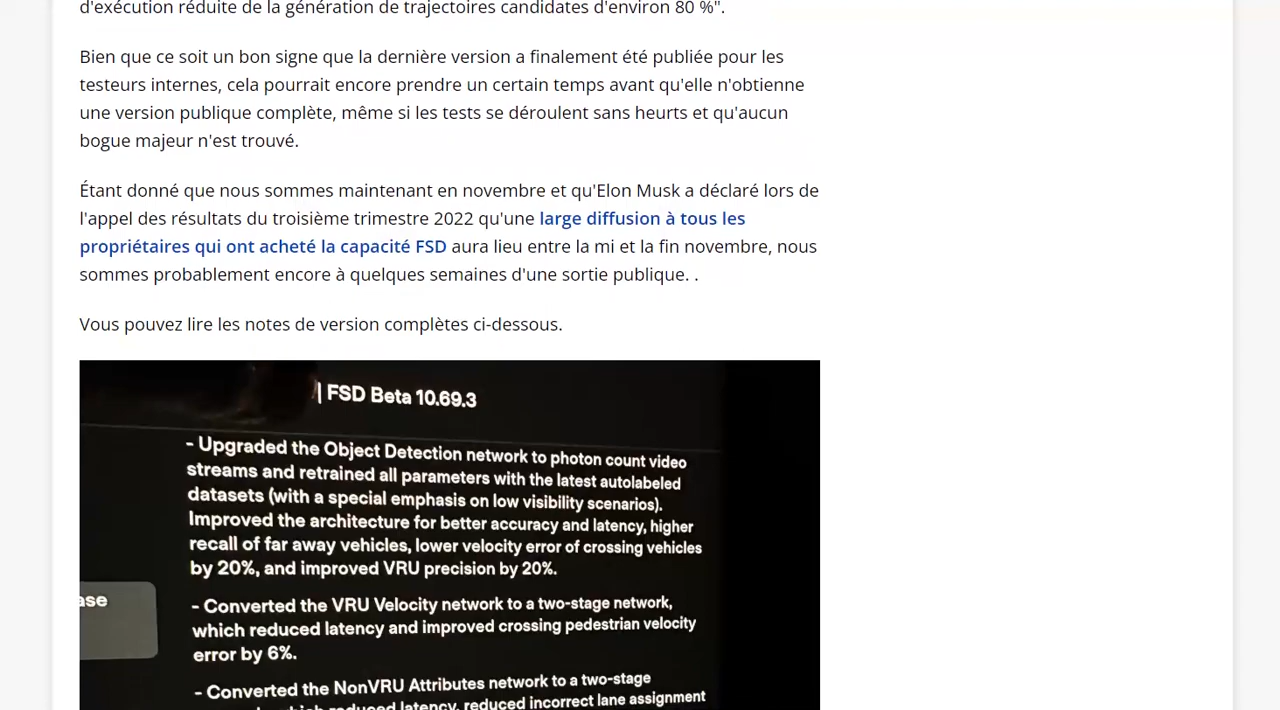 d'exécution réduite de la génération de trajectoires candidates d'environ 80 %".
Bien que ce soit un bon signe que la dernière version a finalement été publiée pour les
testeurs internes, cela pourrait encore prendre un certain temps avant qu'elle n'obtienne
une version publique complète, même si les tests se déroulent sans heurts et qu'aucun
bogue majeur n'est trouvé.
Étant donné que nous sommes maintenant en novembre et qu'Elon Musk a déclaré lors de
l'appel des résultats du troisième trimestre 2022 qu'une large diffusion à tous les
propriétaires qui ont acheté la capacité FSD aura lieu entre la mi et la fin novembre, nous
sommes probablement encore à quelques semaines d'une sortie publique. .
Vous pouvez lire les notes de version complètes ci-dessous.
| FSD Beta 10.69.3
- Upgraded the Object Detection network to photon count video
streams and retrained all parameters with the latest autolabeled
datasets (with a special emphasis on low visibility scenarios).
Improved the architecture for better accuracy and latency, higher
recall of far away vehicles, lower velocity error of crossing vehicles
by 20%, and improved VRU precision by 20%.
- Converted the VRU Velocity network to a two-stage network,
which reduced latency and improved crossing pedestrian velocity
error by 6%.
- Converted the NonVRU Attributes network to a two-stage
reduced latency, reduced incorrect lane assignment